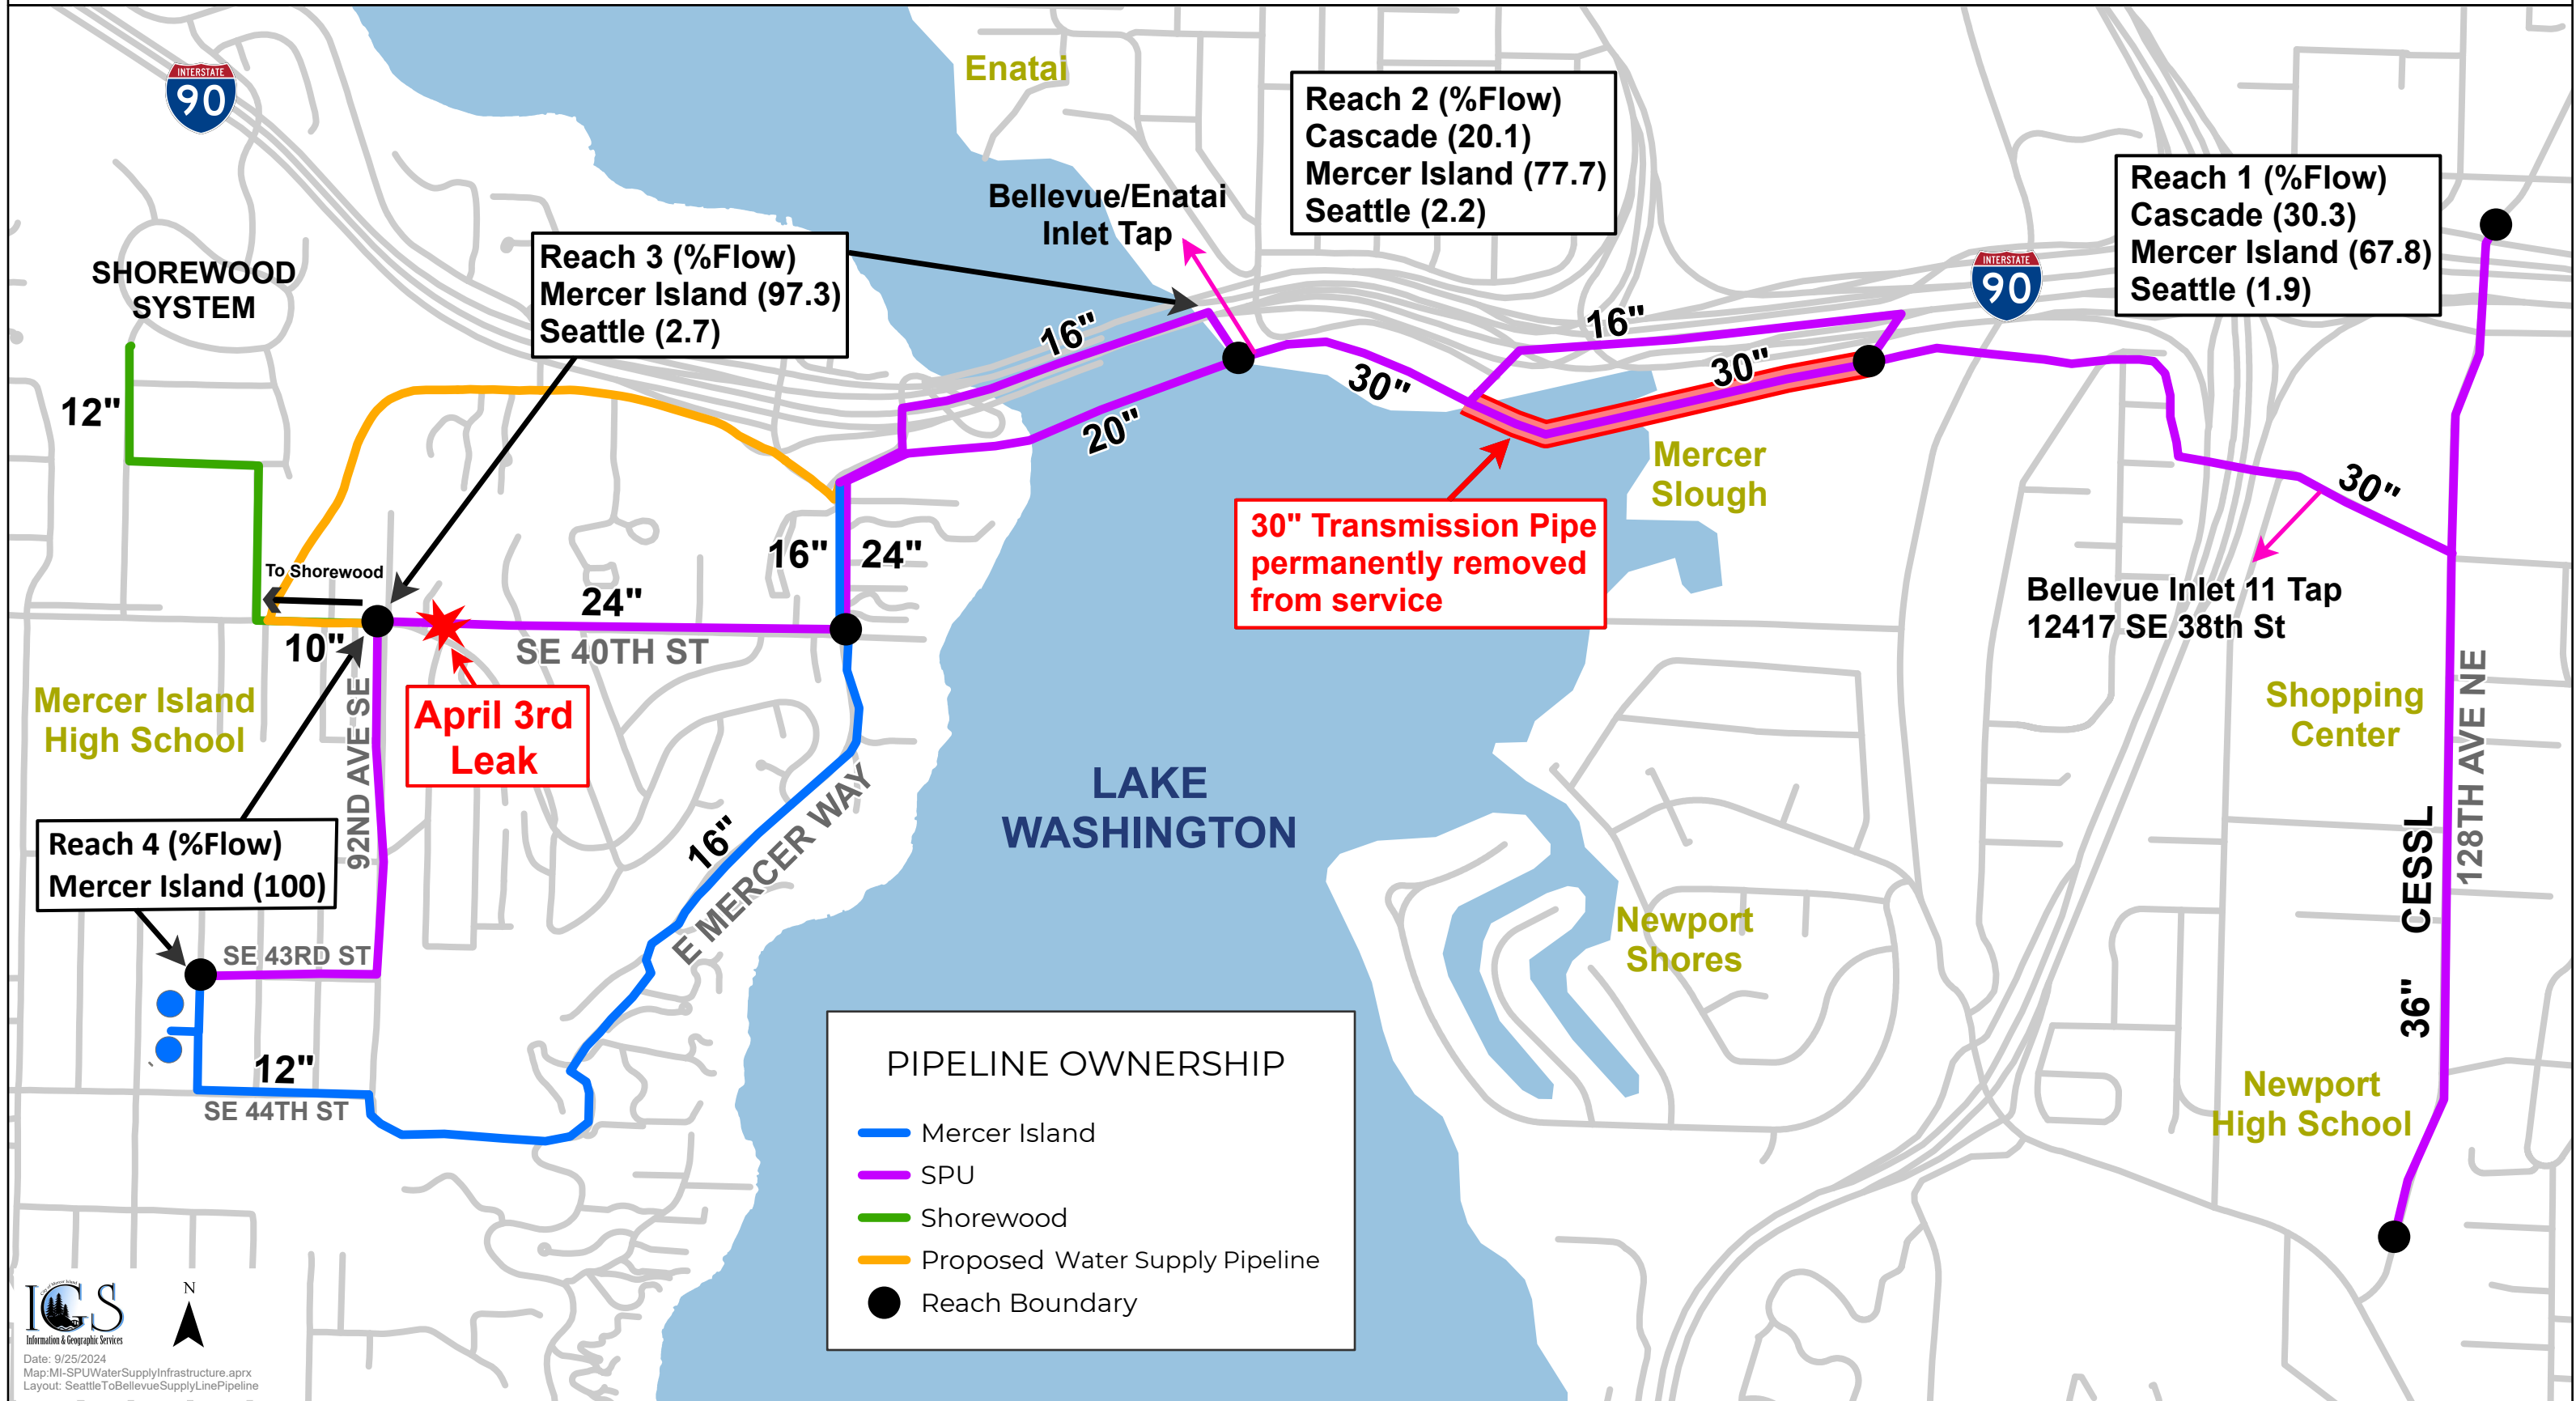 INTERSTATE
90
Enatai
Reach 2 (%Flow)
Cascade (20.1)
Mercer Island (77.7)
Seattle (2.2)
Reach 1 (%Flow)
Cascade (30.3)
Mercer Island (67.8)
Seattle (1.9)
Bellevue/Enatai
Inlet Tap
Reach 3 (%Flow)
Mercer Island (97.3)
Seattle (2.7)
SHOREWOOD
SYSTEM
INTERSTATE
90
16"
16"
30"
30"
12"
20"
Mercer
Slough
30"
30" Transmission Pipe
permanently removed
from service
16"
24"
To Shorewood
24"
SE 40TH ST
10"
Bellevue Inlet 11 Tap
12417 SE 38th St
Mercer Island
High School
92ND AVE SE
April 3rd
Leak
Shopping
Center
128TH AVE NE
LAKE
WASHINGTON
Reach 4 (%Flow)
Mercer Island (100)
16"
E MERCER WAY
36" CESSL
Newport
Shores
SE 43RD ST
12"
SE 44TH ST
Newport
High School
PIPELINE OWNERSHIP
Mercer Island
SPU
Shorewood
Proposed Water Supply Pipeline
Reach Boundary
IGS
Information & Geographic Services
N
Date: 9/25/2024
Map:MI-SPUWaterSupplyInfrastructure.aprx
Layout: SeattleToBellevueSupplyLinePipeline